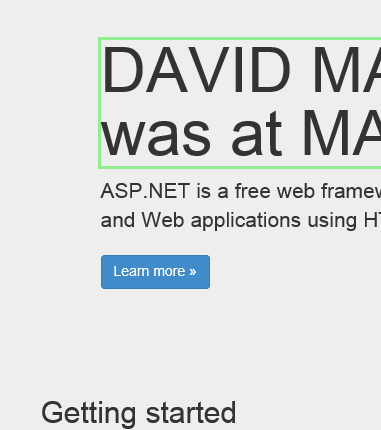 DAVID MA
was at MA
ASP.NET is a free web framew
and Web applications using HT
Learn more »
Getting started